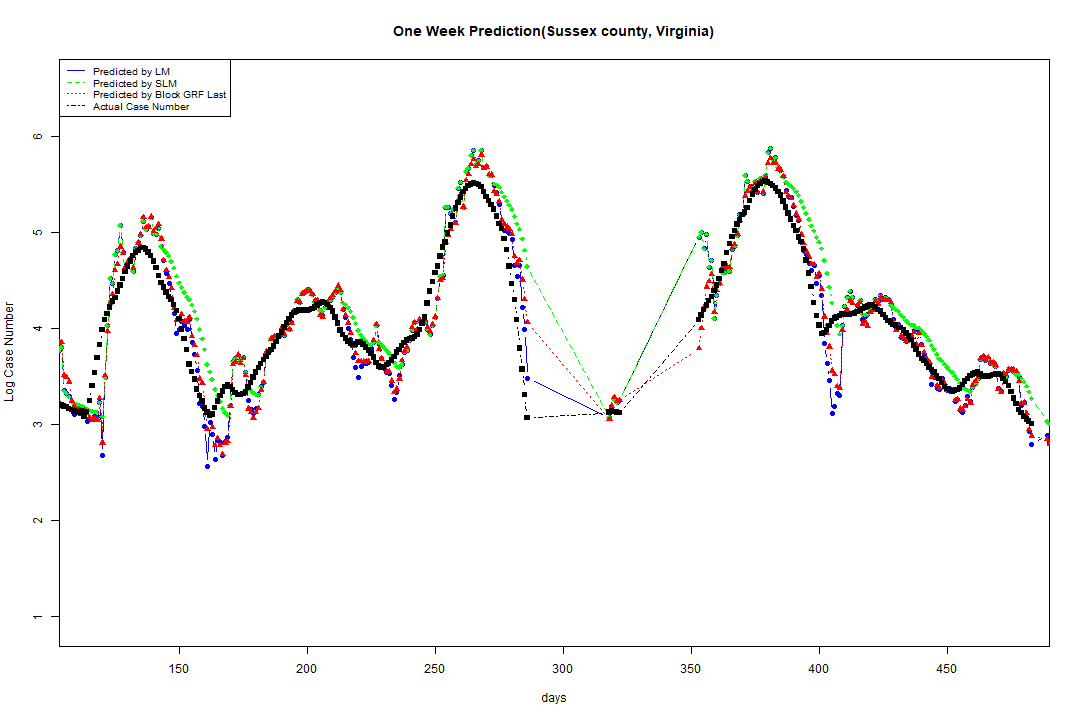 One Week Prediction(Sussex county, Virginia)
Predicted by LM
Predicted by SLM
Predicted by Block GRF Last
Actual Case Number
Log Case Number
6
5
4
3
2
1
150 200 250 300 350 400 450
days